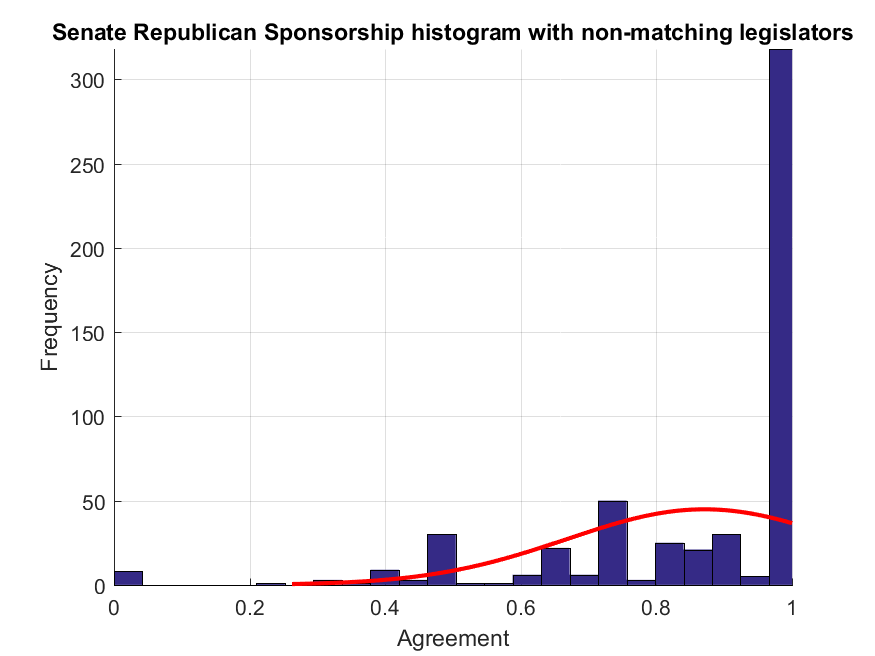 Senate Republican Sponsorship histogram with non-matching legislators
300
250
200
150
100
50
0
Frequency
0 0.2 0.4 0.6 0.8 1
Agreement